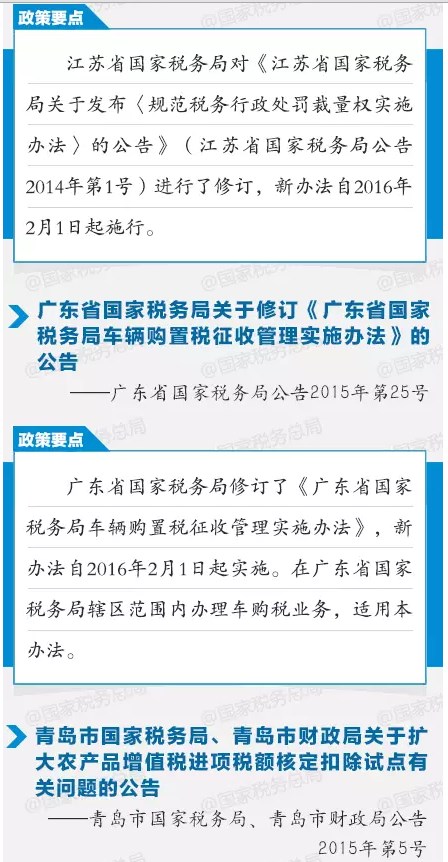 政策要点
江苏省国家税务局对《江苏省国家税务
局关于发布〈规范税务行政处罚裁量权实施
办法〉的公告》（江苏省国家税务局公告
2014年第1号）进行了修订，新办法自2016年
2月1日起施行。
广东省国家税务局关于修订《广东省国家
税务局车辆购置税征收管理实施办法》的
公告
——广东省国家税务局公告2015年第25号
政策要点
广东省国家税务局修订了《广东省国家
税务局车辆购置税征收管理实施办法》，新
办法自2016年2月1日起实施。在广东省国家
税务局辖区范围内办理车购税业务，适用本
办法。
青岛市国家税务局、青岛市财政局关于扩
大农产品增值税进项税额核定扣除试点有
关问题的公告
——青岛市国家税务局、青岛市财政局公告
2015年第5号
@国家税务总局